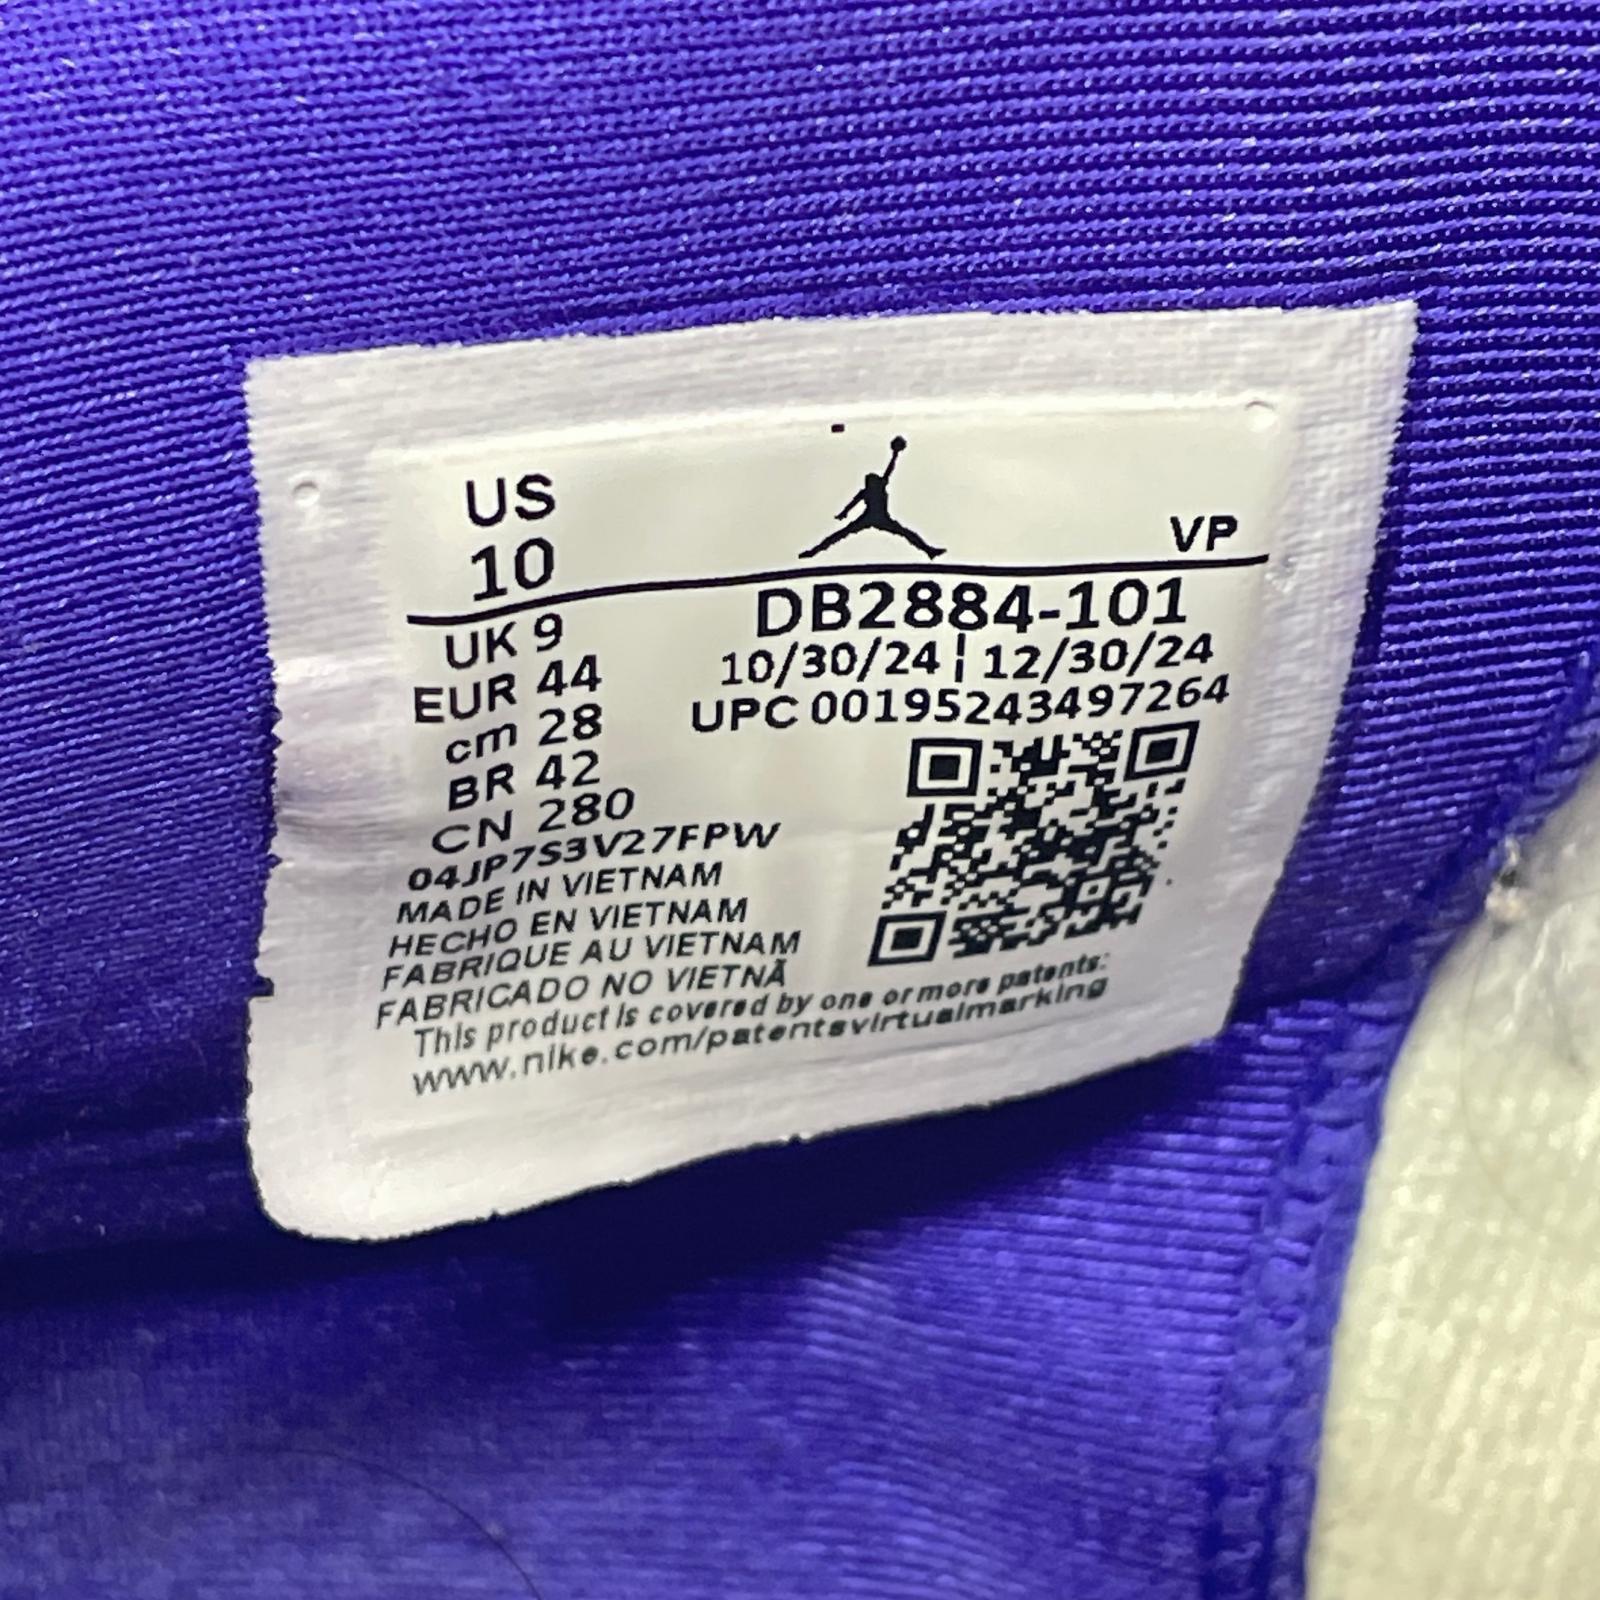 US
10
VP
UK 9
EUR 44
cm 28
BR 42
CN 280
DB2884-101
10/30/24 ¦ 12/30/24
UPC 00195243497264
04JP7S3V27FPW
MADE IN VIETNAM
HECHO EN VIETNAM
FABRIQUE AU VIETNAM
FABRICADO NO VIETNÃ
This product is covered by one or more patents:
www.nike.com/patentsvirtualmarking